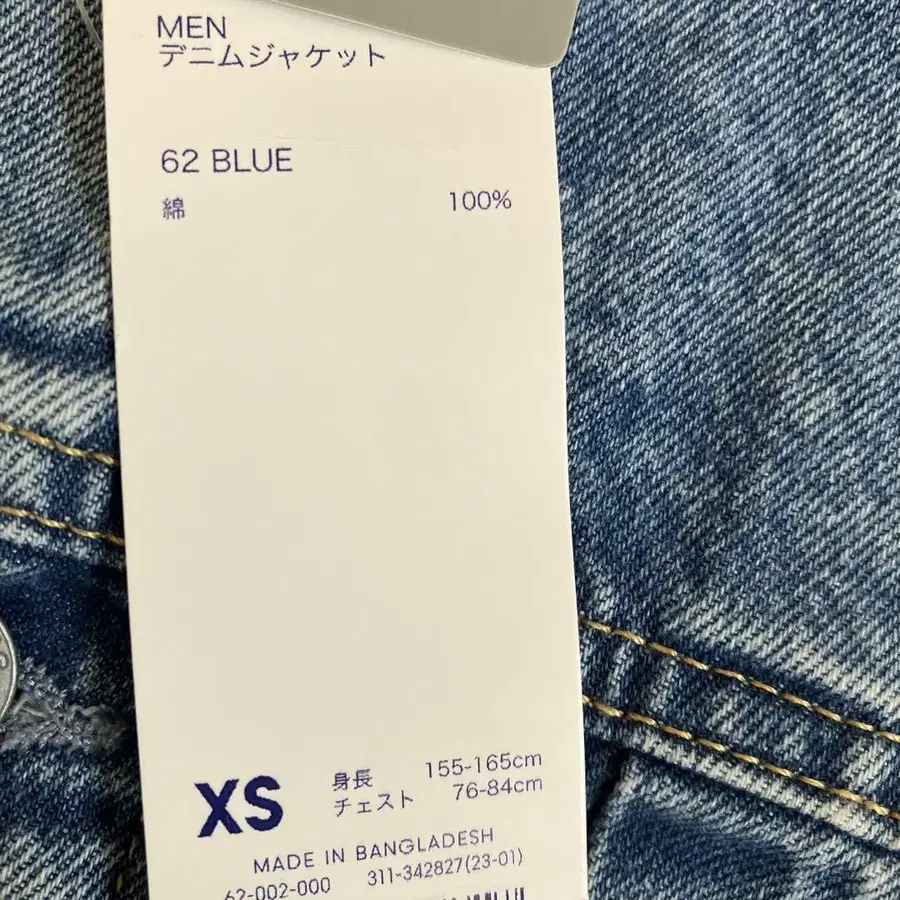 MEN
デニムジャケット
62 BLUE
綿 100%
XS
身長 155-165cm
チェスト 76-84cm
MADE IN BANGLADESH
62-002-000 311-342827(23-01)